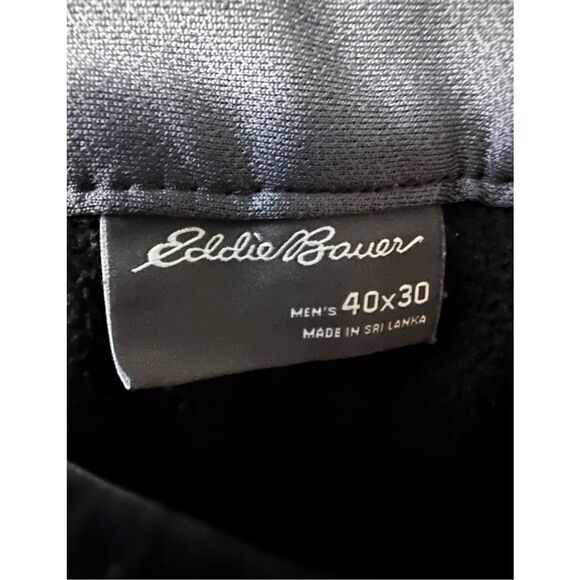 Eddie Bauer
MEN'S 40x30
MADE IN SRI LANKA